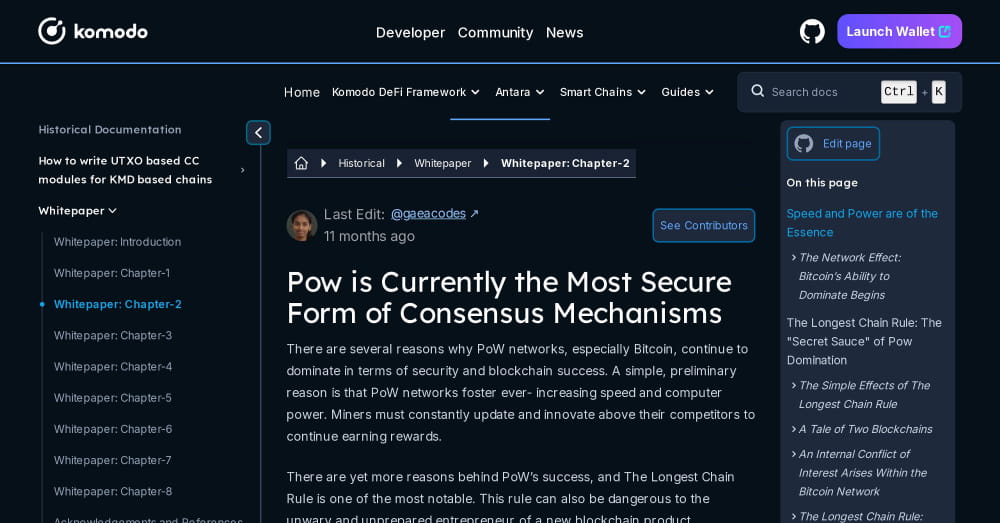 komodo
Developer Community News
Launch Wallet
Home Komodo DeFi Framework Antara Smart Chains Guides
Search docs Ctrl + K
Historical Documentation
How to write UTXO based CC
modules for KMD based chains
Whitepaper
Whitepaper: Introduction
Whitepaper: Chapter-1
Whitepaper: Chapter-2
Whitepaper: Chapter-3
Whitepaper: Chapter-4
Whitepaper: Chapter-5
Whitepaper: Chapter-6
Whitepaper: Chapter-7
Whitepaper: Chapter-8
Acknowledgements and References
Historical Whitepaper Whitepaper: Chapter-2
Last Edit: @gaeacodes ↗
11 months ago
See Contributors
Pow is Currently the Most Secure
Form of Consensus Mechanisms
There are several reasons why PoW networks, especially Bitcoin, continue to
dominate in terms of security and blockchain success. A simple, preliminary
reason is that PoW networks foster ever- increasing speed and computer
power. Miners must constantly update and innovate above their competitors to
continue earning rewards.
There are yet more reasons behind PoW's success, and The Longest Chain
Rule is one of the most notable. This rule can also be dangerous to the
unwary and unprepared entrepreneur of a new blockchain product.
Edit page
On this page
Speed and Power are of the
Essence
The Network Effect:
Bitcoin's Ability to
Dominate Begins
The Longest Chain Rule: The
"Secret Sauce" of Pow
Domination
The Simple Effects of The
Longest Chain Rule
A Tale of Two Blockchains
An Internal Conflict of
Interest Arises Within the
Bitcoin Network
The Longest Chain Rule: